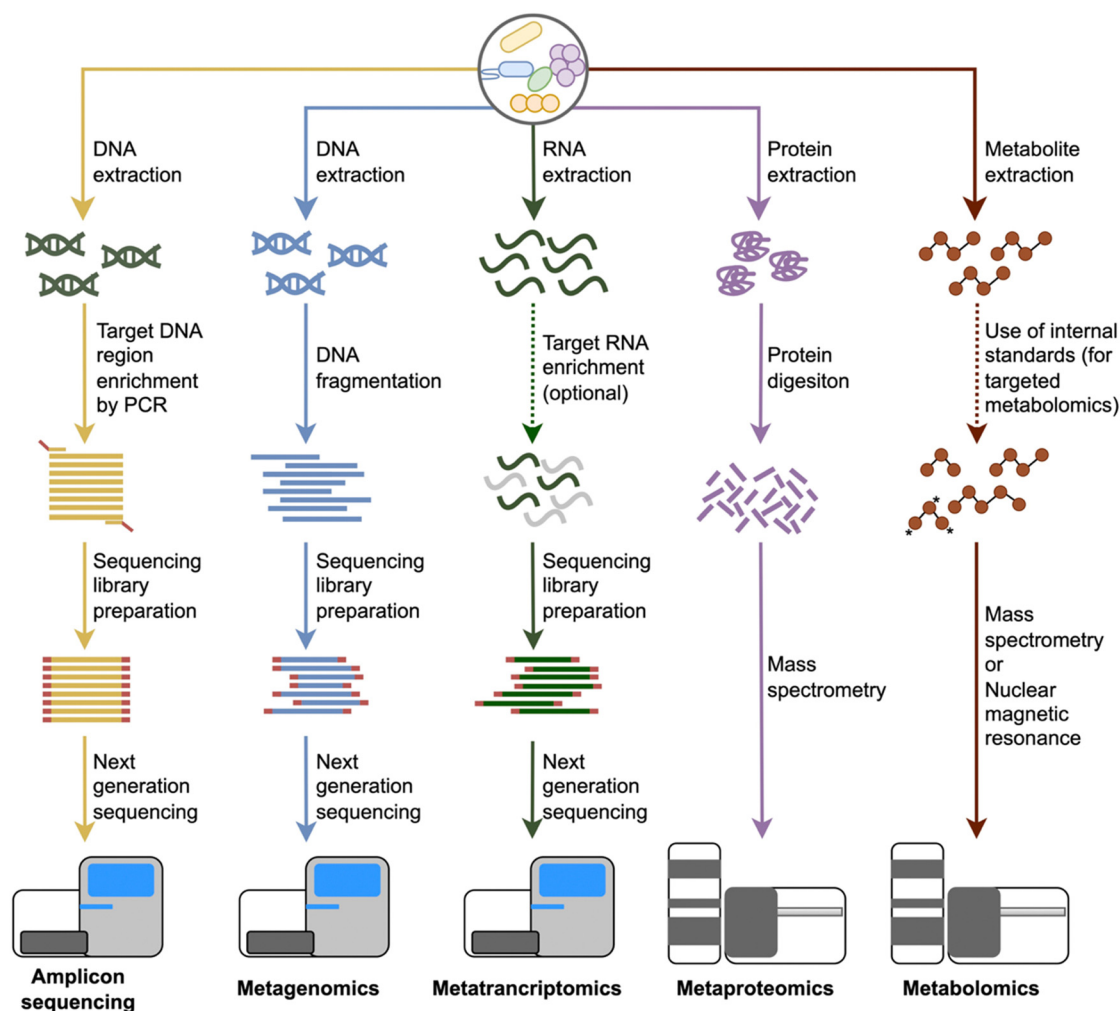 DNA
extraction
DNA
extraction
RNA
extraction
Protein
extraction
Metabolite
extraction
Target DNA
region
enrichment
by PCR
DNA
fragmentation
Target RNA
enrichment
(optional)
Protein
digesiton
Use of internal
standards (for
targeted
metabolomics)
*
*
*
Sequencing
library
preparation
Sequencing
library
preparation
Sequencing
library
preparation
Mass
spectrometry
Mass
spectrometry
or
Nuclear
magnetic
resonance
Next
generation
sequencing
Next
generation
sequencing
Next
generation
sequencing
Amplicon
sequencing
Metagenomics
Metatrancriptomics
Metaproteomics
Metabolomics